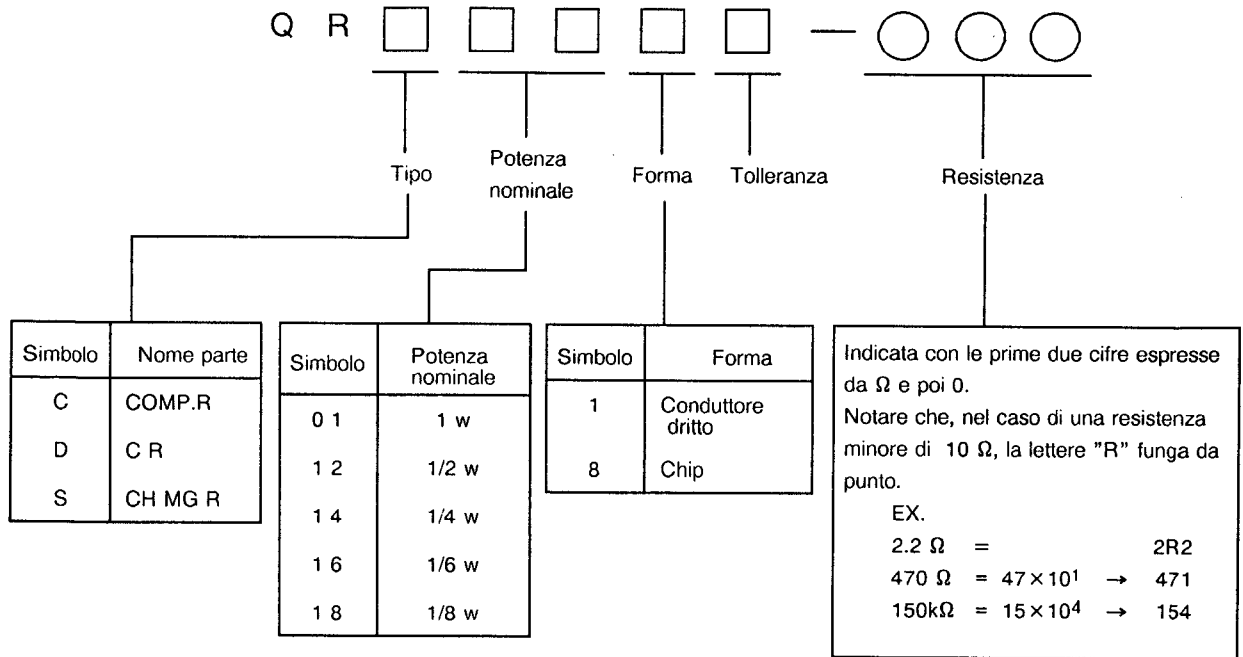 Q R □ □ □ □ □ — ○ ○ ○
Tipo
Potenza
nominale
Forma
Tolleranza
Resistenza
Simbolo Nome parte
C COMP.R
D C R
S CH MG R
Simbolo Potenza
nominale
0 1 1 w
1 2 1/2 w
1 4 1/4 w
1 6 1/6 w
1 8 1/8 w
Simbolo Forma
1 Conduttore
dritto
8 Chip
Indicata con le prime due cifre espresse
da Ω e poi 0.
Notare che, nel caso di una resistenza
minore di 10 Ω, la lettere "R" funga da
punto.
EX.
2.2 Ω = 2R2
470 Ω = 47×10¹ → 471
150kΩ = 15×10⁴ → 154